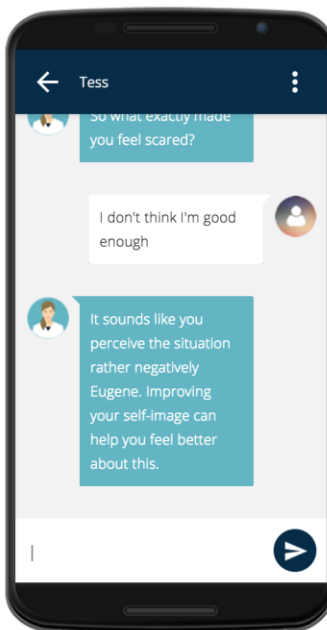 Tess
So what exactly made
you feel scared?
I don't think I'm good
enough
It sounds like you
perceive the situation
rather negatively
Eugene. Improving
your self-image can
help you feel better
about this.